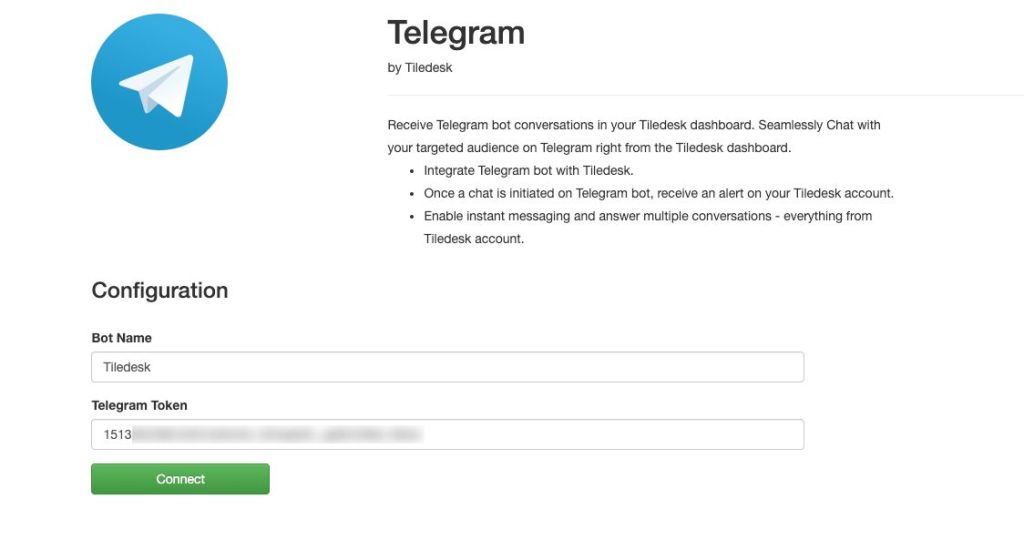 Telegram
by Tiledesk
Receive Telegram bot conversations in your Tiledesk dashboard. Seamlessly Chat with
your targeted audience on Telegram right from the Tiledesk dashboard.
• Integrate Telegram bot with Tiledesk.
• Once a chat is initiated on Telegram bot, receive an alert on your Tiledesk account.
• Enable instant messaging and answer multiple conversations - everything from
Tiledesk account.
Configuration
Bot Name
Tiledesk
Telegram Token
1513
Connect